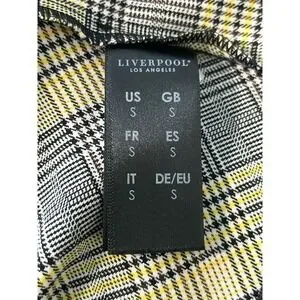 LIVERPOOL®
LOS ANGELES
US GB
S S
FR ES
S S
IT DE/EU
S S